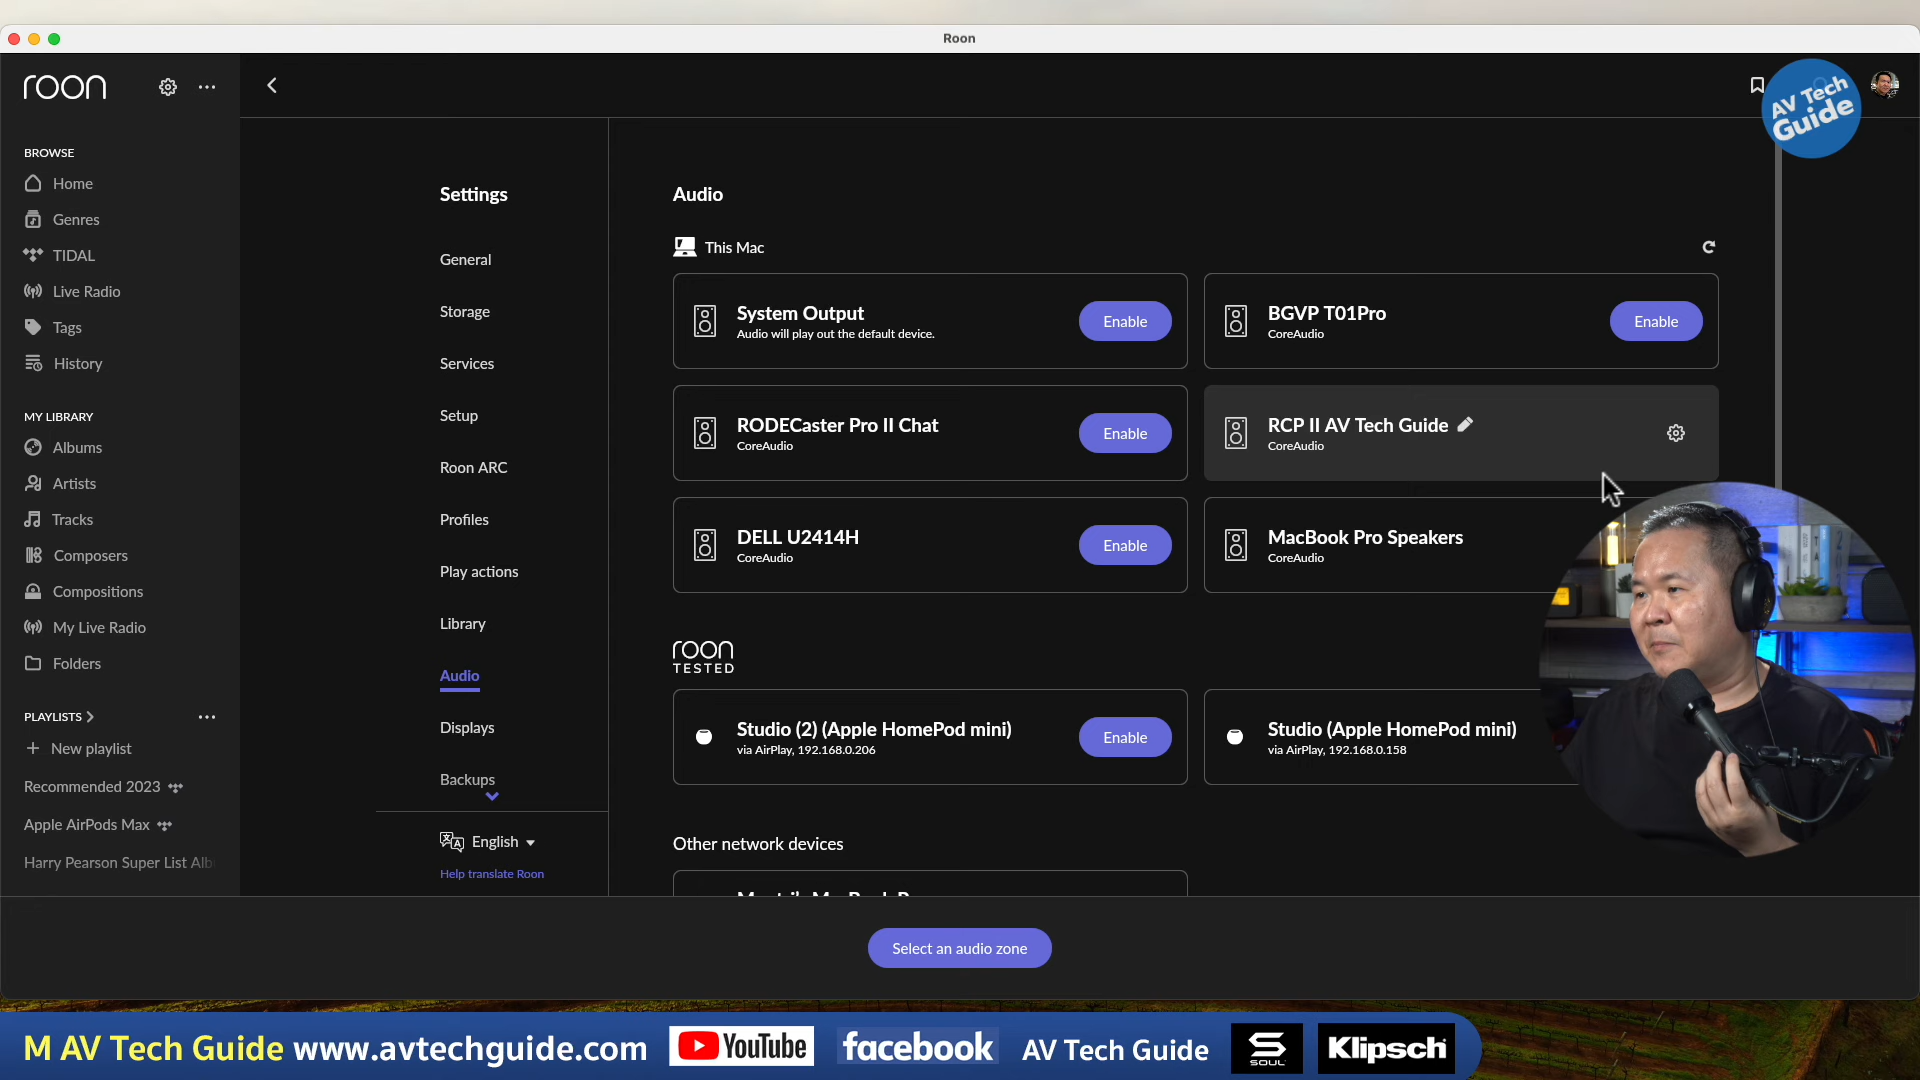 Roon
roon
AV Tech
Guide
BROWSE
Home
Genres
TIDAL
Live Radio
Tags
History
MY LIBRARY
Albums
Artists
Tracks
Composers
Compositions
My Live Radio
Folders
PLAYLISTS
New playlist
Recommended 2023
Apple AirPods Max
Harry Pearson Super List Alb
Settings
General
Storage
Services
Setup
Roon ARC
Profiles
Play actions
Library
Audio
Displays
Backups
English
Help translate Roon
Audio
This Mac
System Output
Audio will play out the default device.
Enable
BGVP T01Pro
CoreAudio
Enable
RODECaster Pro II Chat
CoreAudio
Enable
RCP II AV Tech Guide
CoreAudio
DELL U2414H
CoreAudio
Enable
MacBook Pro Speakers
CoreAudio
roon
TESTED
Studio (2) (Apple HomePod mini)
via AirPlay, 192.168.0.206
Enable
Studio (Apple HomePod mini)
via AirPlay, 192.168.0.158
Other network devices
Select an audio zone
M AV Tech Guide www.avtechguide.com YouTube facebook AV Tech Guide SOUL Klipsch